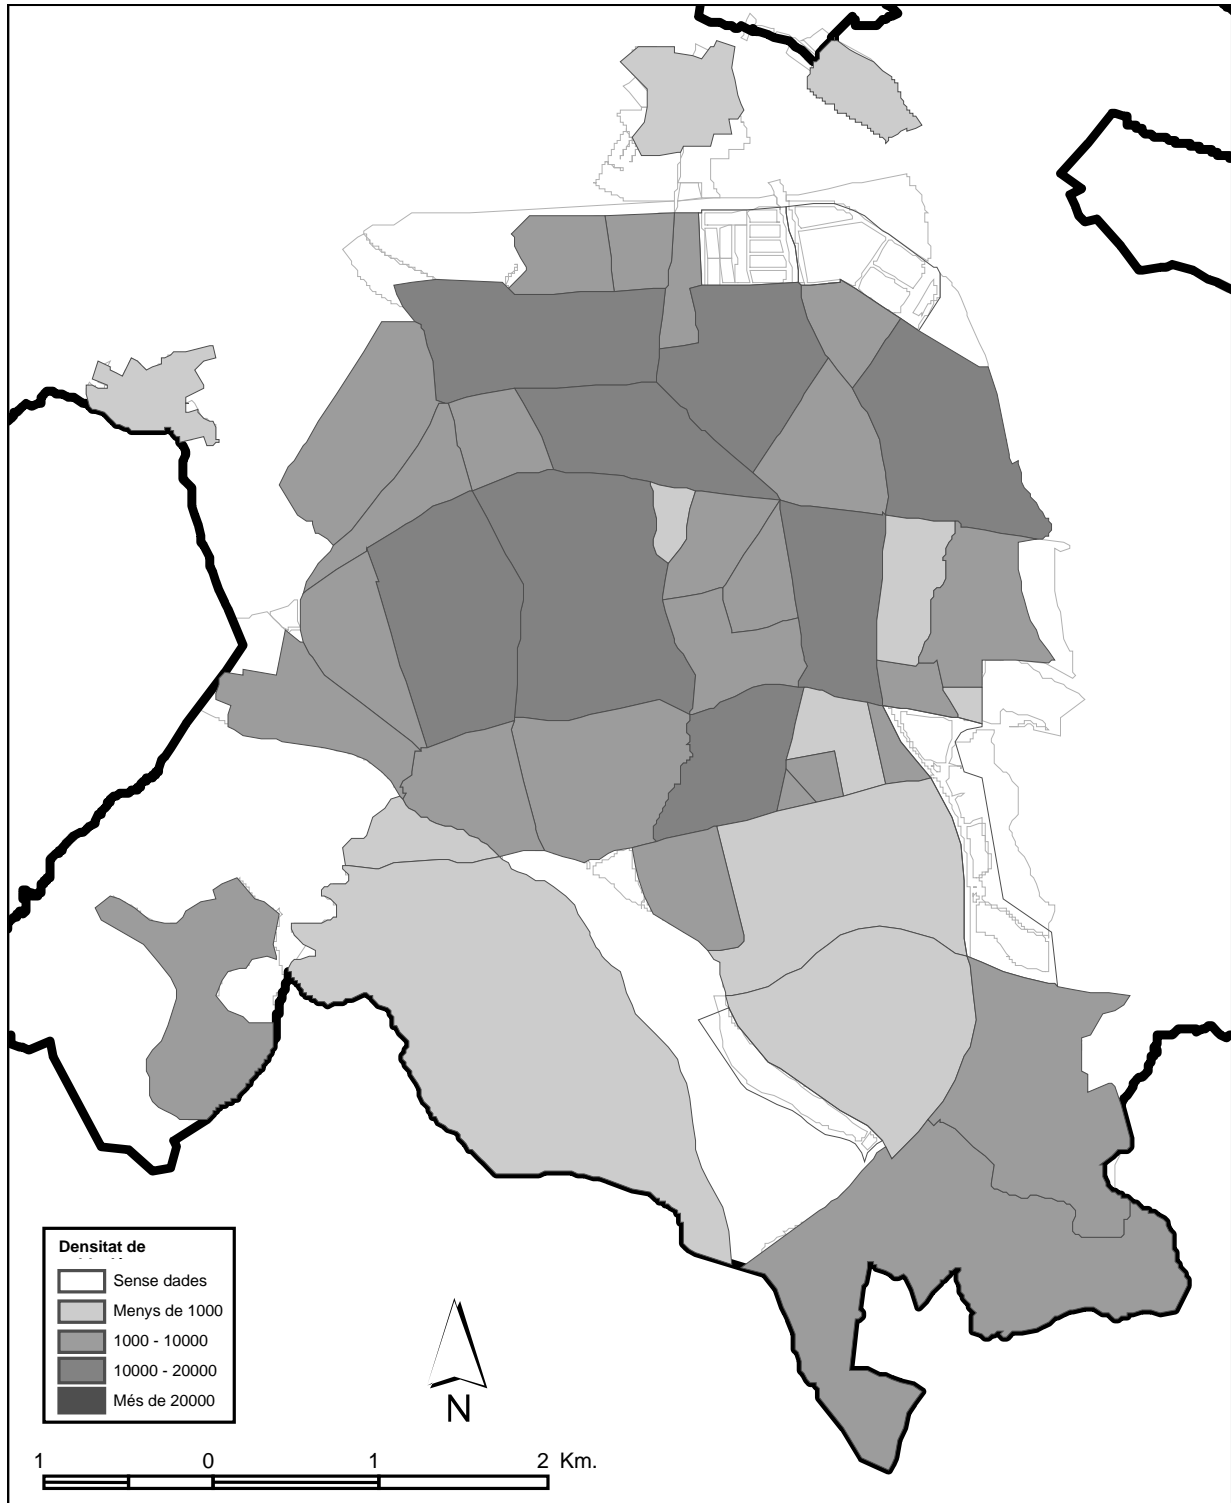 Densitat de
Sense dades
Menys de 1000
1000 - 10000
10000 - 20000
Més de 20000
N
1 0 1 2 Km.